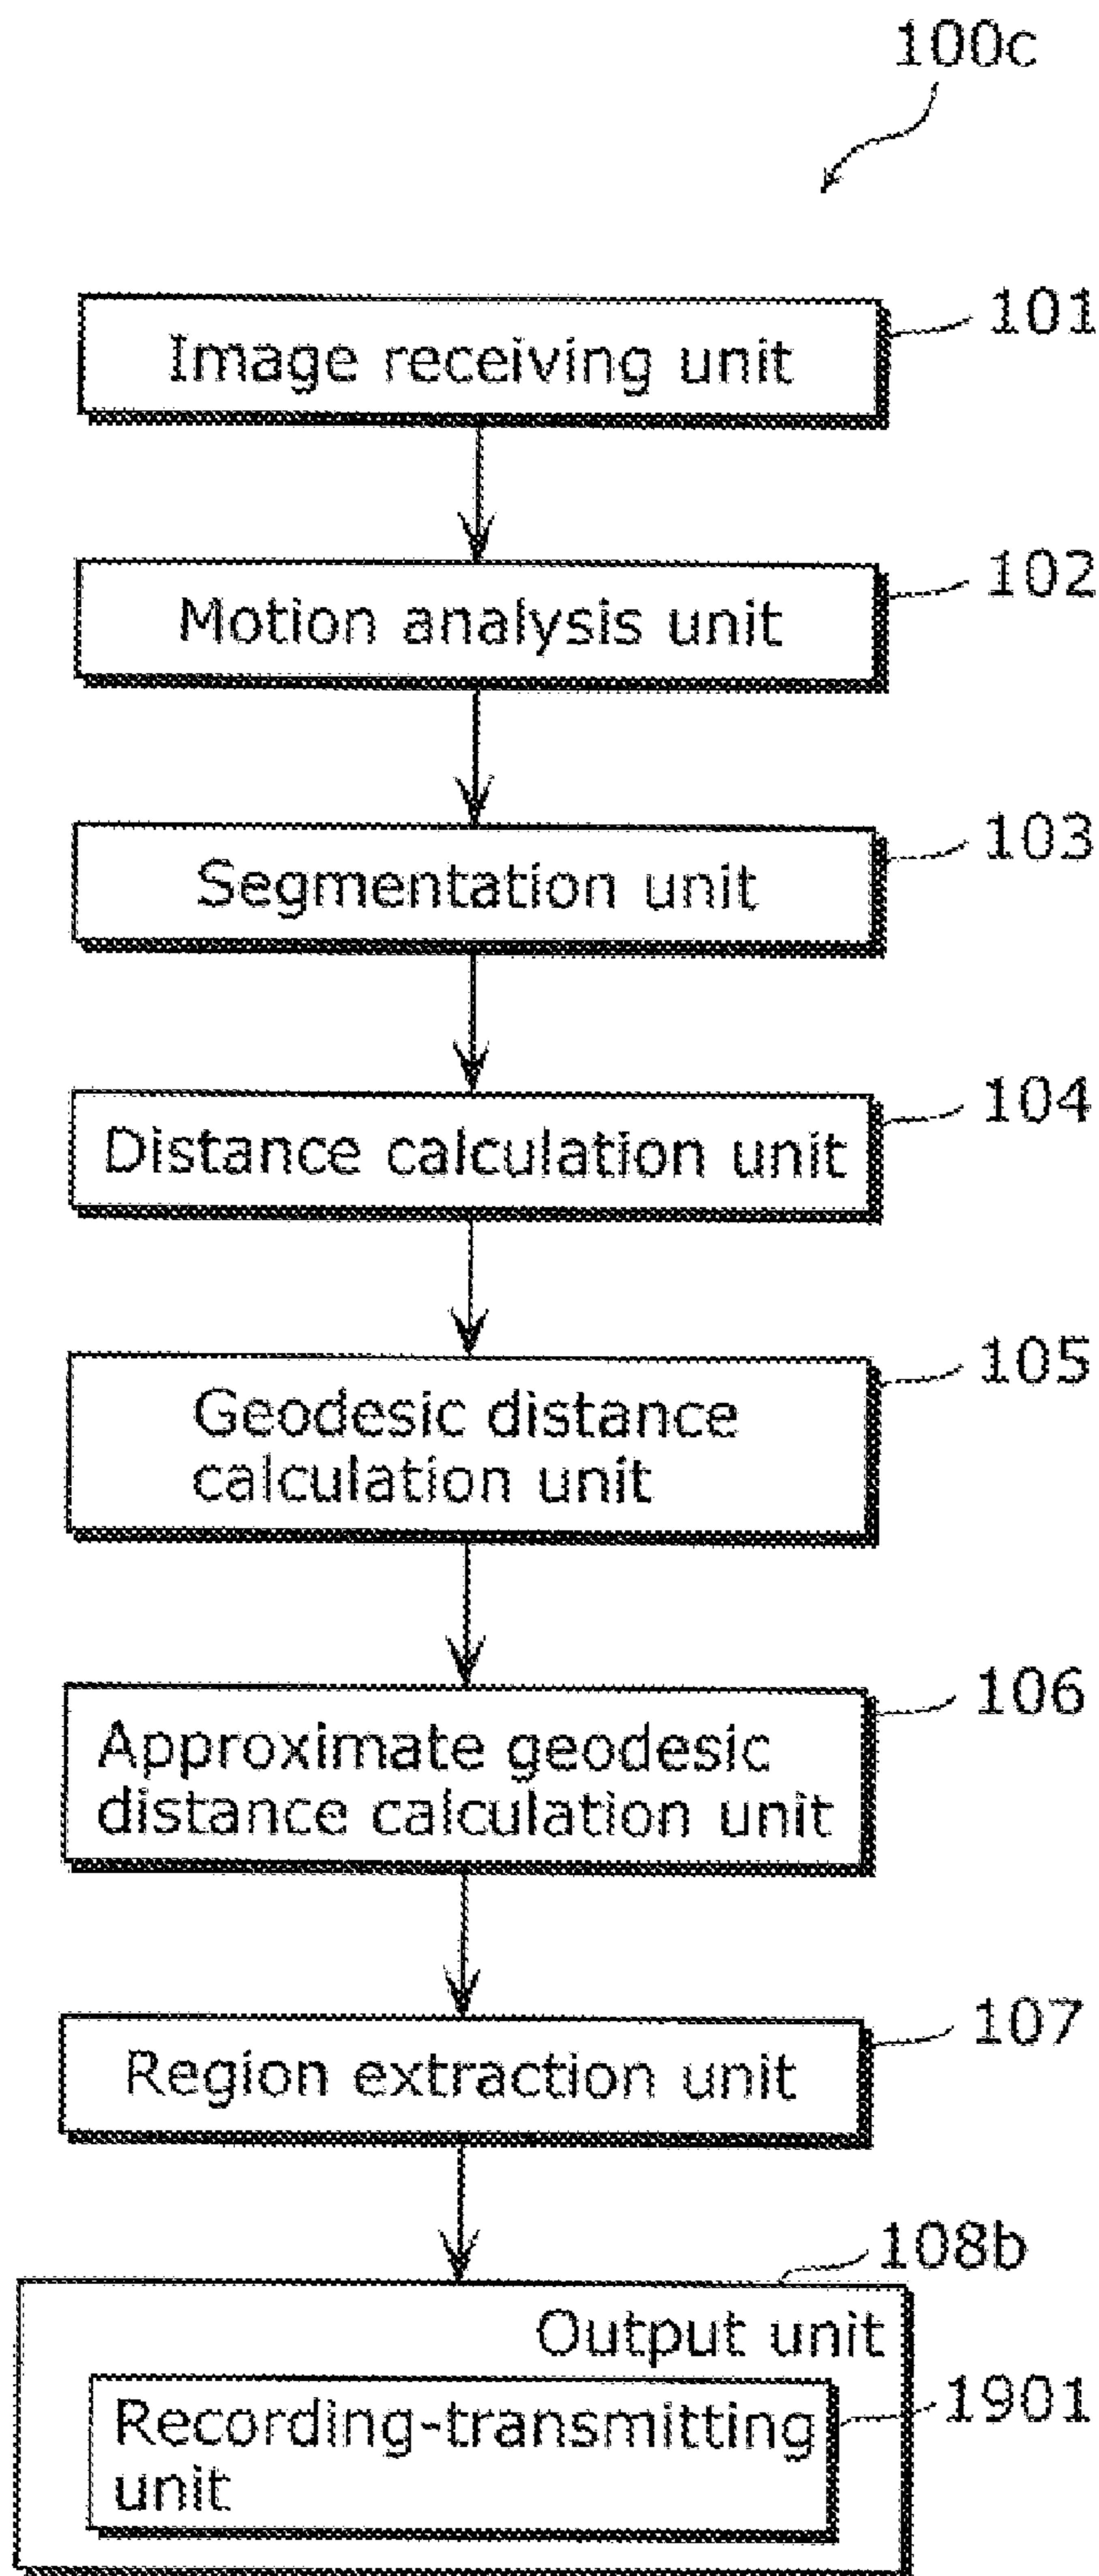 100c
Image receiving unit
101
Motion analysis unit
102
Segmentation unit
103
Distance calculation unit
104
Geodesic distance
calculation unit
105
Approximate geodesic
distance calculation unit
106
Region extraction unit
107
108b
Output unit
Recording-transmitting
unit
1901